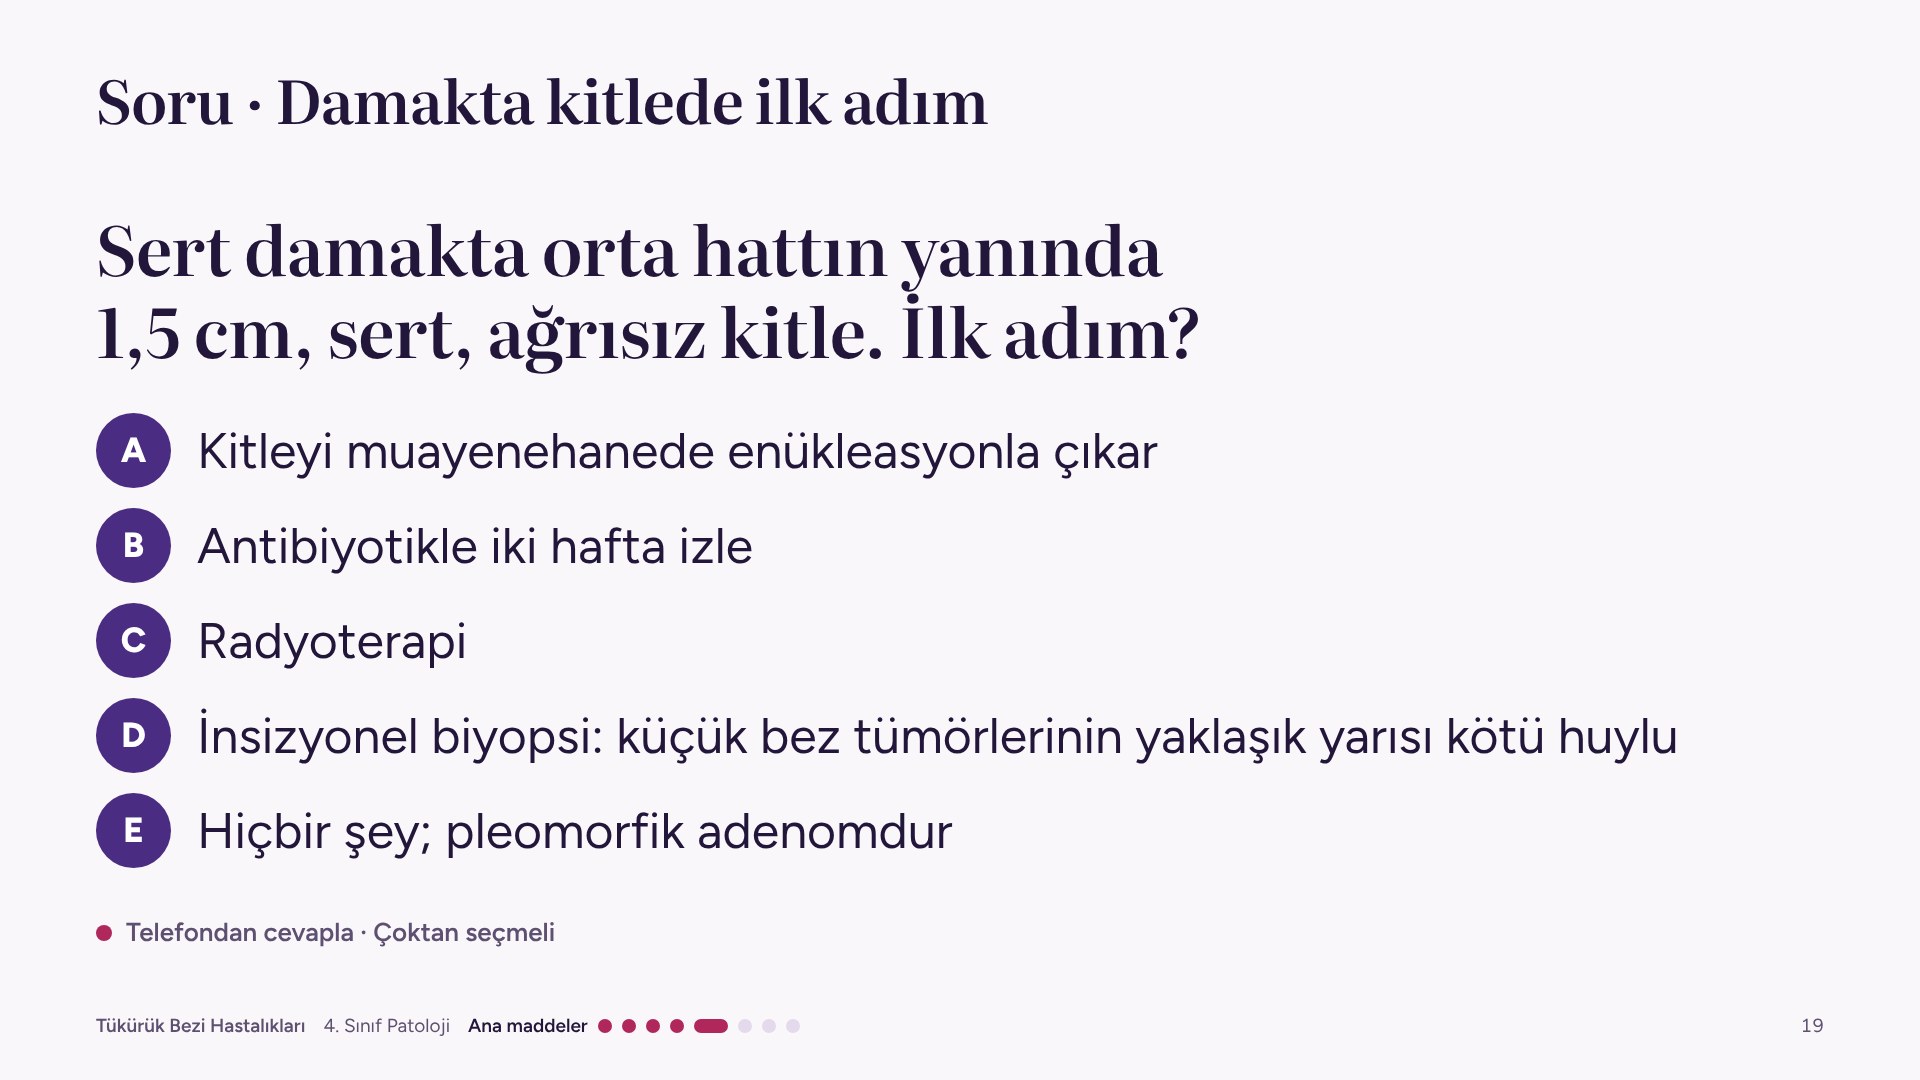 Soru · Damakta kitlede ilk adım
Sert damakta orta hattın yanında
1,5 cm, sert, ağrısız kitle. İlk adım?
A Kitleyi muayenehanede enükleasyonla çıkar
B Antibiyotikle iki hafta izle
C Radyoterapi
D İnsizyonel biyopsi: küçük bez tümörlerinin yaklaşık yarısı kötü huylu
E Hiçbir şey; pleomorfik adenomdur
Telefondan cevapla · Çoktan seçmeli
Tükürük Bezi Hastalıkları 4. Sınıf Patoloji Ana maddeler 19